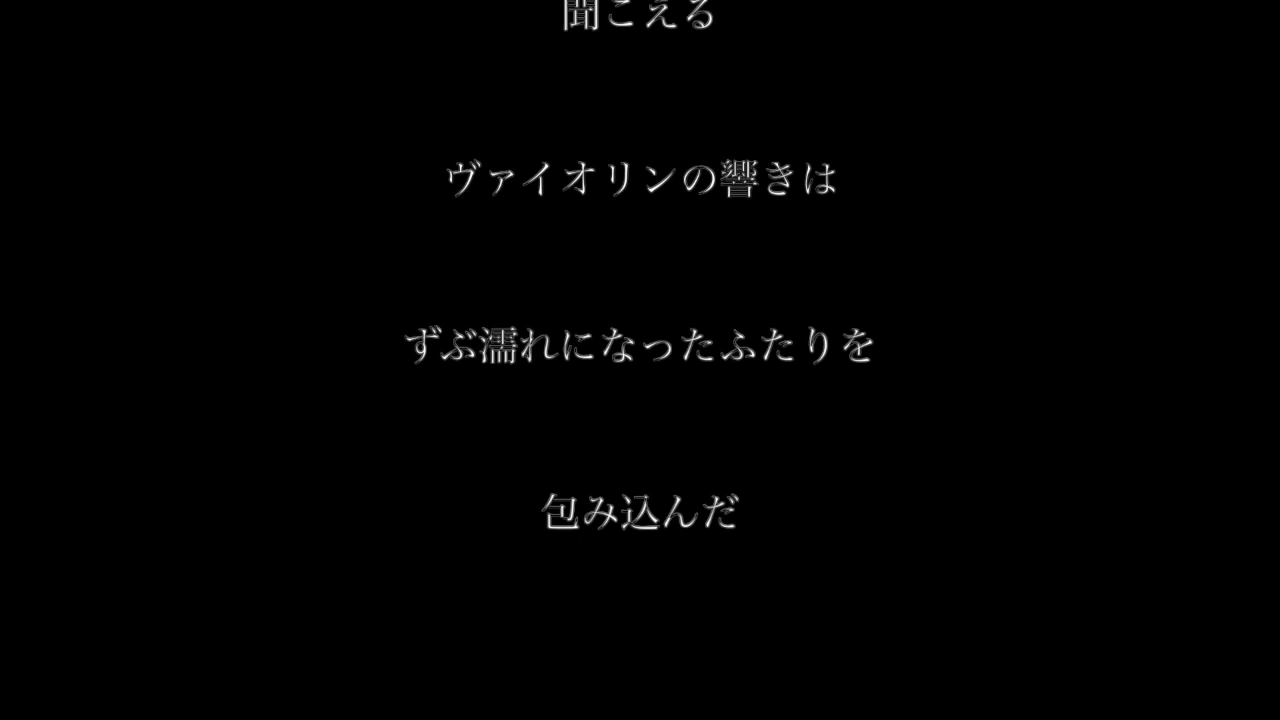 聞こえる
ヴァイオリンの響きは
ずぶ濡れになったふたりを
包み込んだ